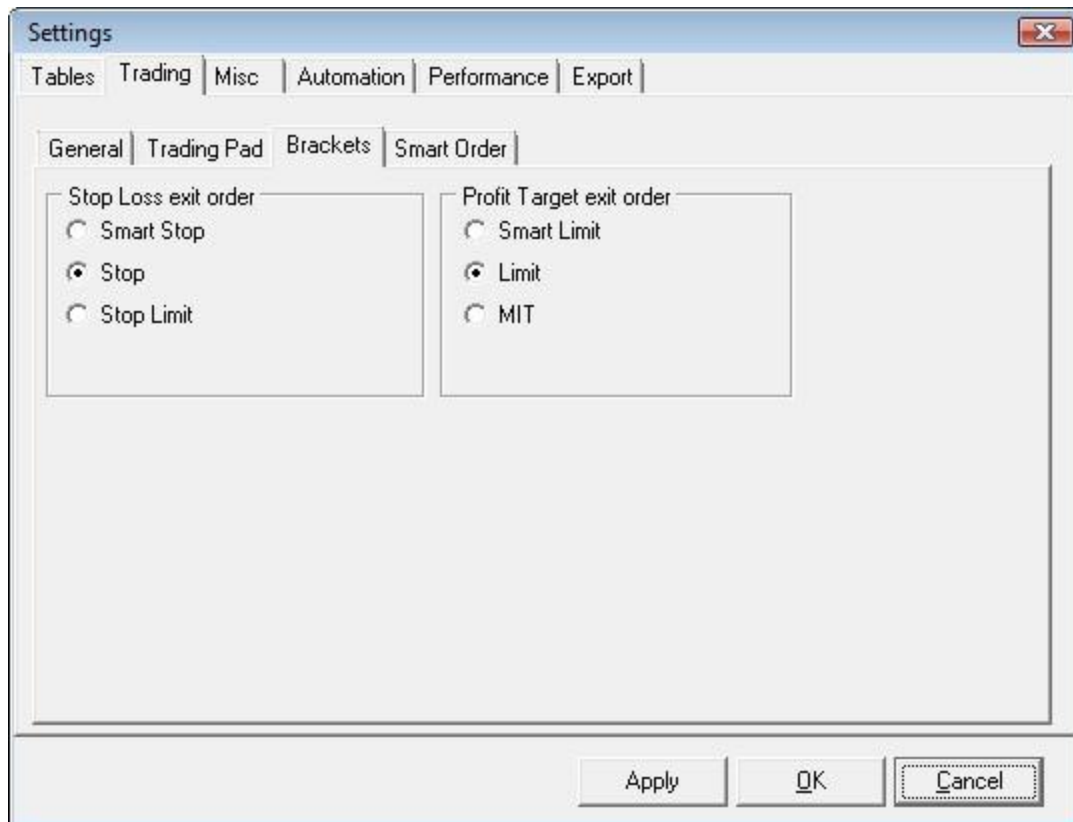 Settings
Tables Trading Misc Automation Performance Export
General Trading Pad Brackets Smart Order
Stop Loss exit order Profit Target exit order
Smart Stop Smart Limit
Stop Limit
Stop Limit MIT
Apply OK Cancel